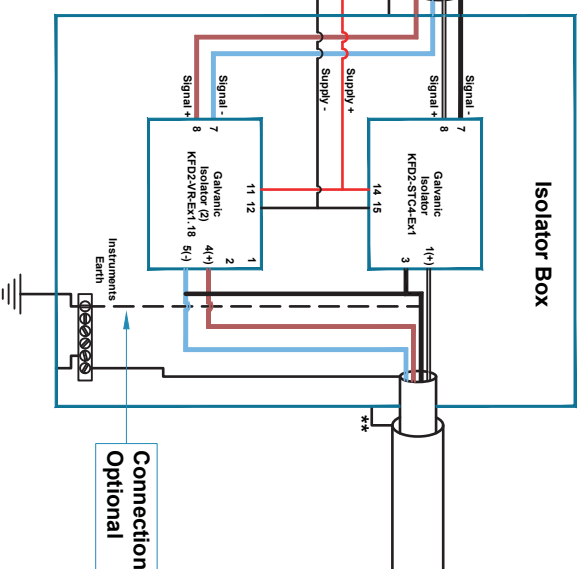 Isolator Box
Signal -
Signal +
7
8
Supply +
Supply -
Signal -
Signal +
7
8
Galvanic
Isolator
KFD2-STC4-Ex1
14
15
1(+)
3
Galvanic
Isolator (2)
KFD2-VR-Ex1.18
11
12
1
2
4(+)
5(-)
Instruments
Earth
**
Connection
Optional